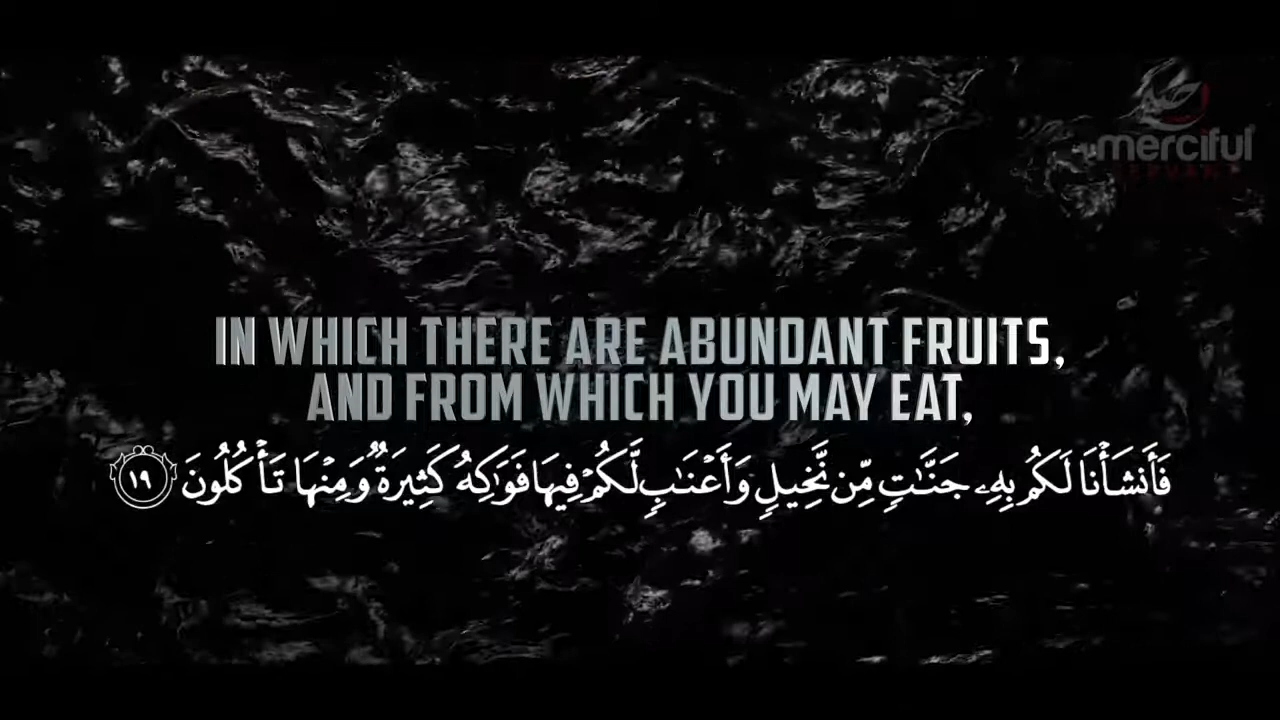 merciful
SERVANT
IN WHICH THERE ARE ABUNDANT FRUITS,
AND FROM WHICH YOU MAY EAT,
فَأَنشَأْنَا لَكُم بِهِۦ جَنَّـٰتٍ مِّن نَّخِيلٍ وَأَعْنَـٰبٍ لَّكُمْ فِيهَا فَوَٰكِهُ كَثِيرَةٌ وَمِنْهَا تَأْكُلُونَ ١٩